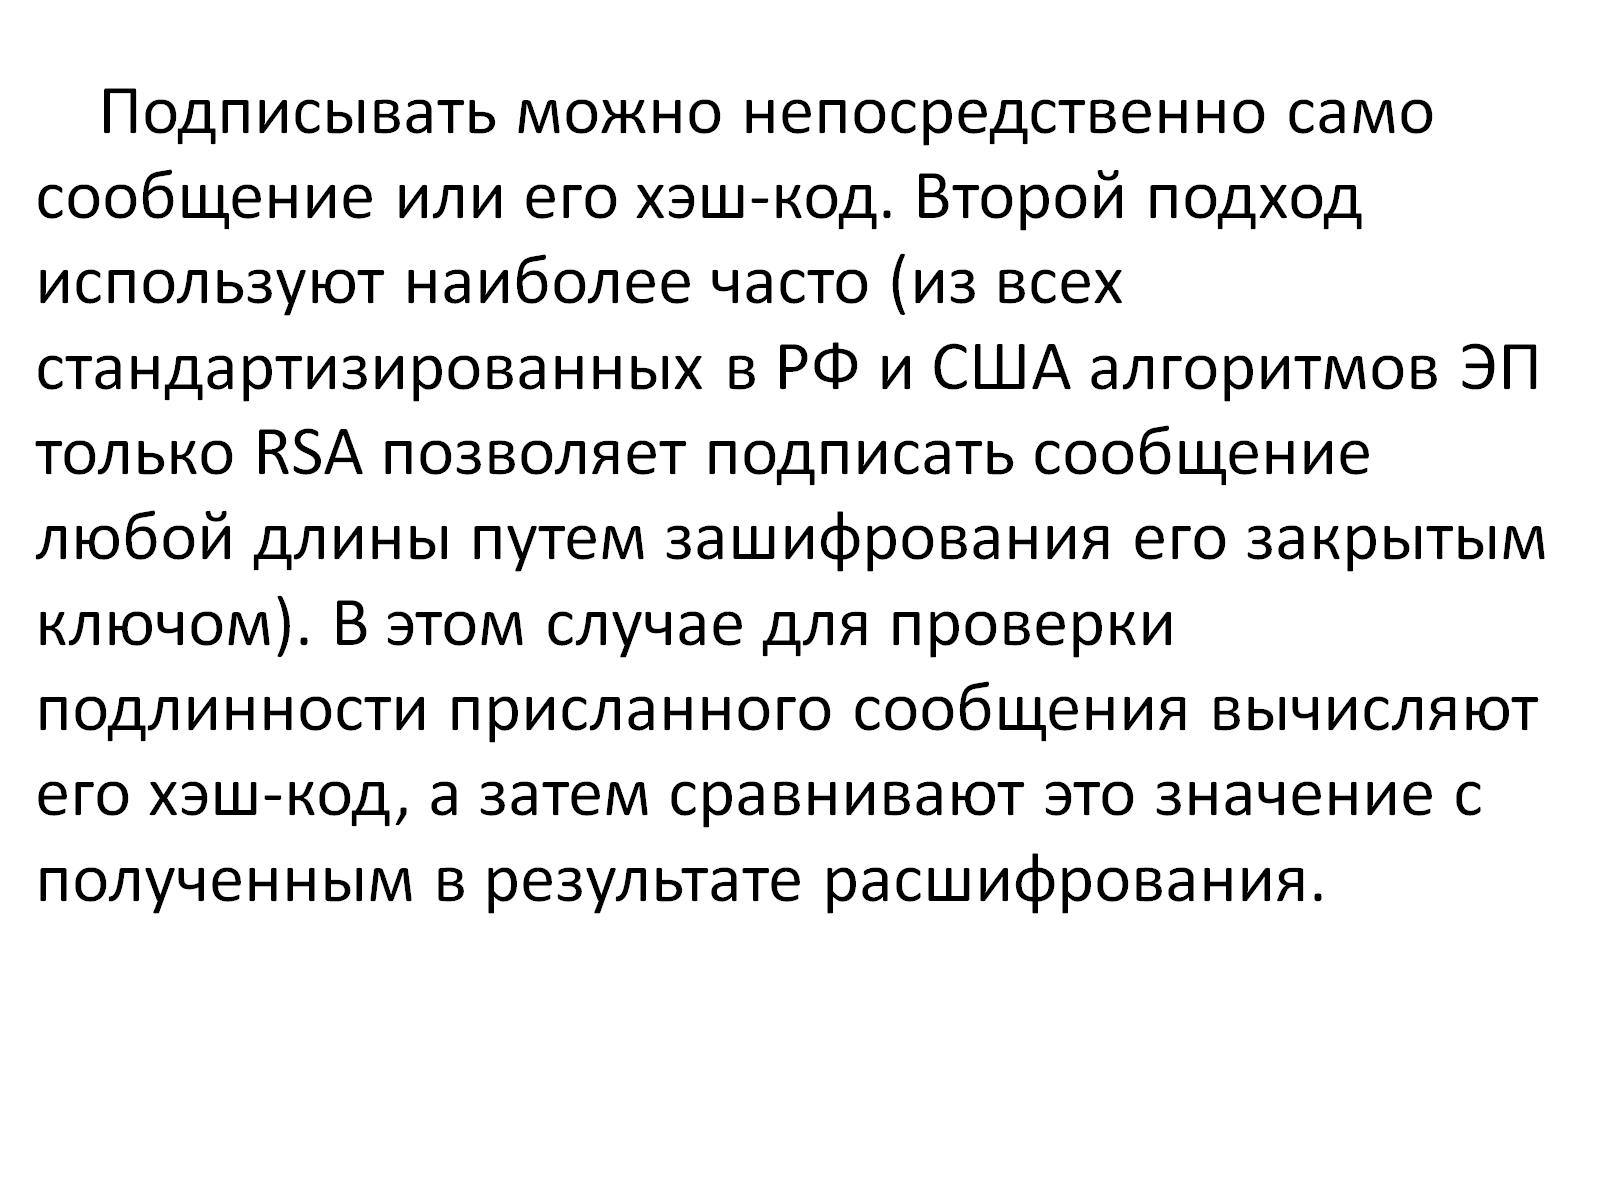 Подписывать можно непосредственно само
сообщение или его хэш-код. Второй подход
используют наиболее часто (из всех
стандартизированных в РФ и США алгоритмов ЭП
только RSA позволяет подписать сообщение
любой длины путем зашифрования его закрытым
ключом). В этом случае для проверки
подлинности присланного сообщения вычисляют
его хэш-код, а затем сравнивают это значение с
полученным в результате расшифрования.